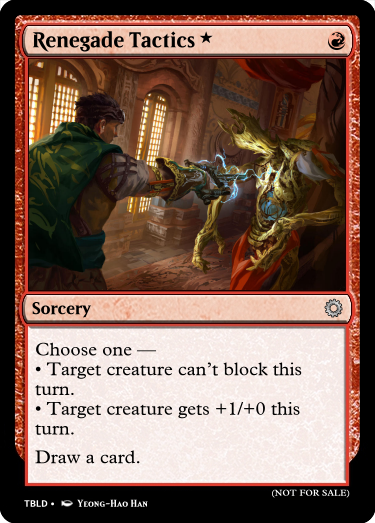 Renegade Tactics ★
Sorcery
Choose one —
• Target creature can't block this
turn.
• Target creature gets +1/+0 this
turn.
Draw a card.
(NOT FOR SALE)
TBLD • Yeong-Hao Han